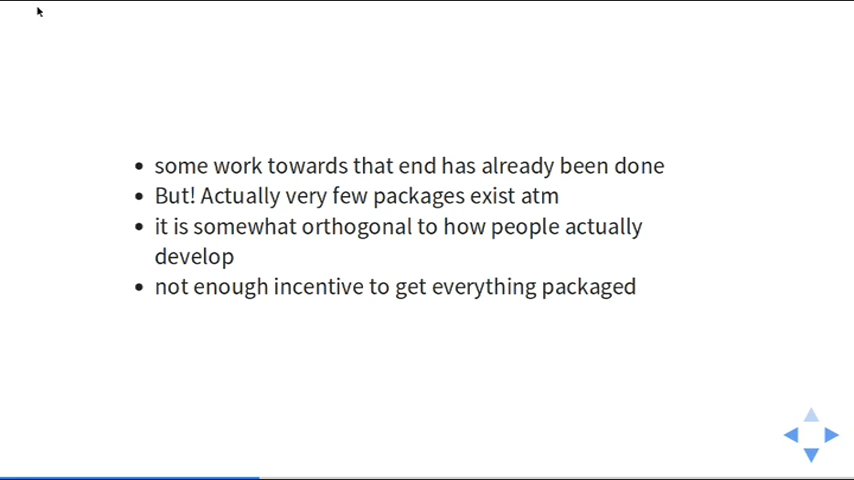 • some work towards that end has already been done
• But! Actually very few packages exist atm
• it is somewhat orthogonal to how people actually
develop
• not enough incentive to get everything packaged